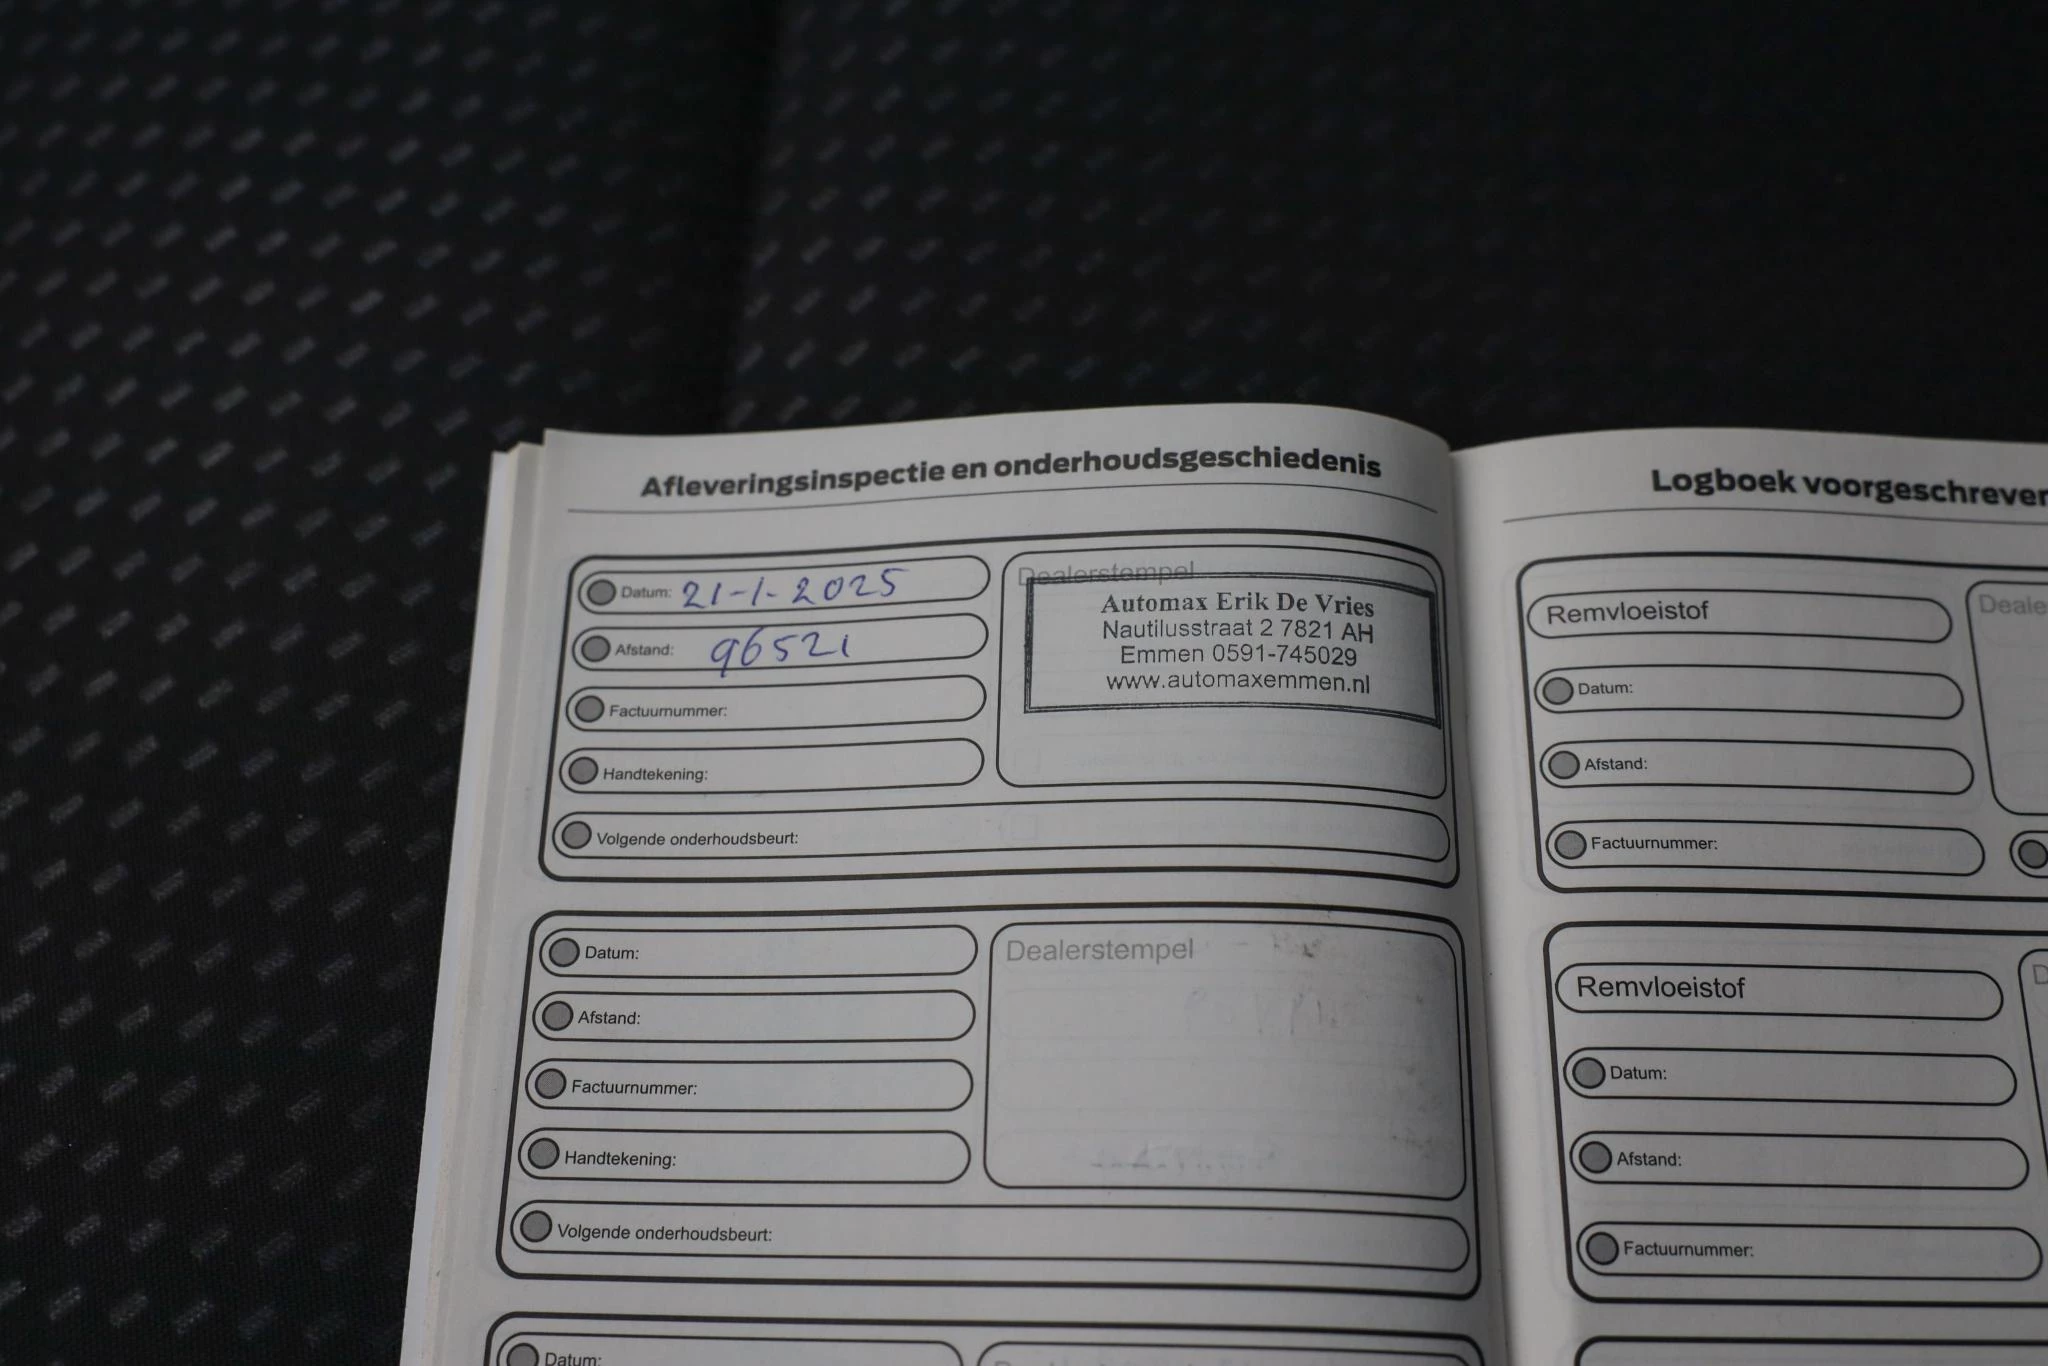 Afleveringsinspectie en onderhoudsgeschiedenis
Datum: 21-1-2025
Afstand: 96521
Factuurnummer:
Handtekening:
Volgende onderhoudsbeurt:
Dealerstempel
Automax Erik De Vries
Nautilusstraat 2 7821 AH
Emmen 0591-745029
www.automaxemmen.nl
Datum:
Afstand:
Factuurnummer:
Handtekening:
Volgende onderhoudsbeurt:
Dealerstempel
Datum:
Logboek
Remvloeistof
Datum:
Afstand:
Factuurnummer:
Remvloeistof
Datum:
Afstand:
Factuurnummer: